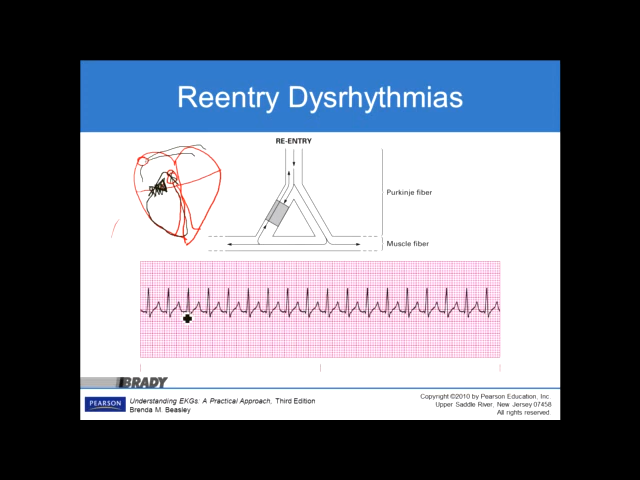 Reentry Dysrhythmias
RE-ENTRY
Purkinje fiber
Muscle fiber
BRADY
PEARSON
Understanding EKGs: A Practical Approach, Third Edition
Brenda M. Beasley
Copyright ©2010 by Pearson Education, Inc.
Upper Saddle River, New Jersey 07458
All rights reserved.